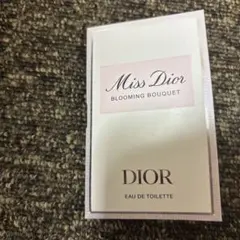 Miss Dior
BLOOMING BOUQUET
DIOR
EAU DE TOILETTE